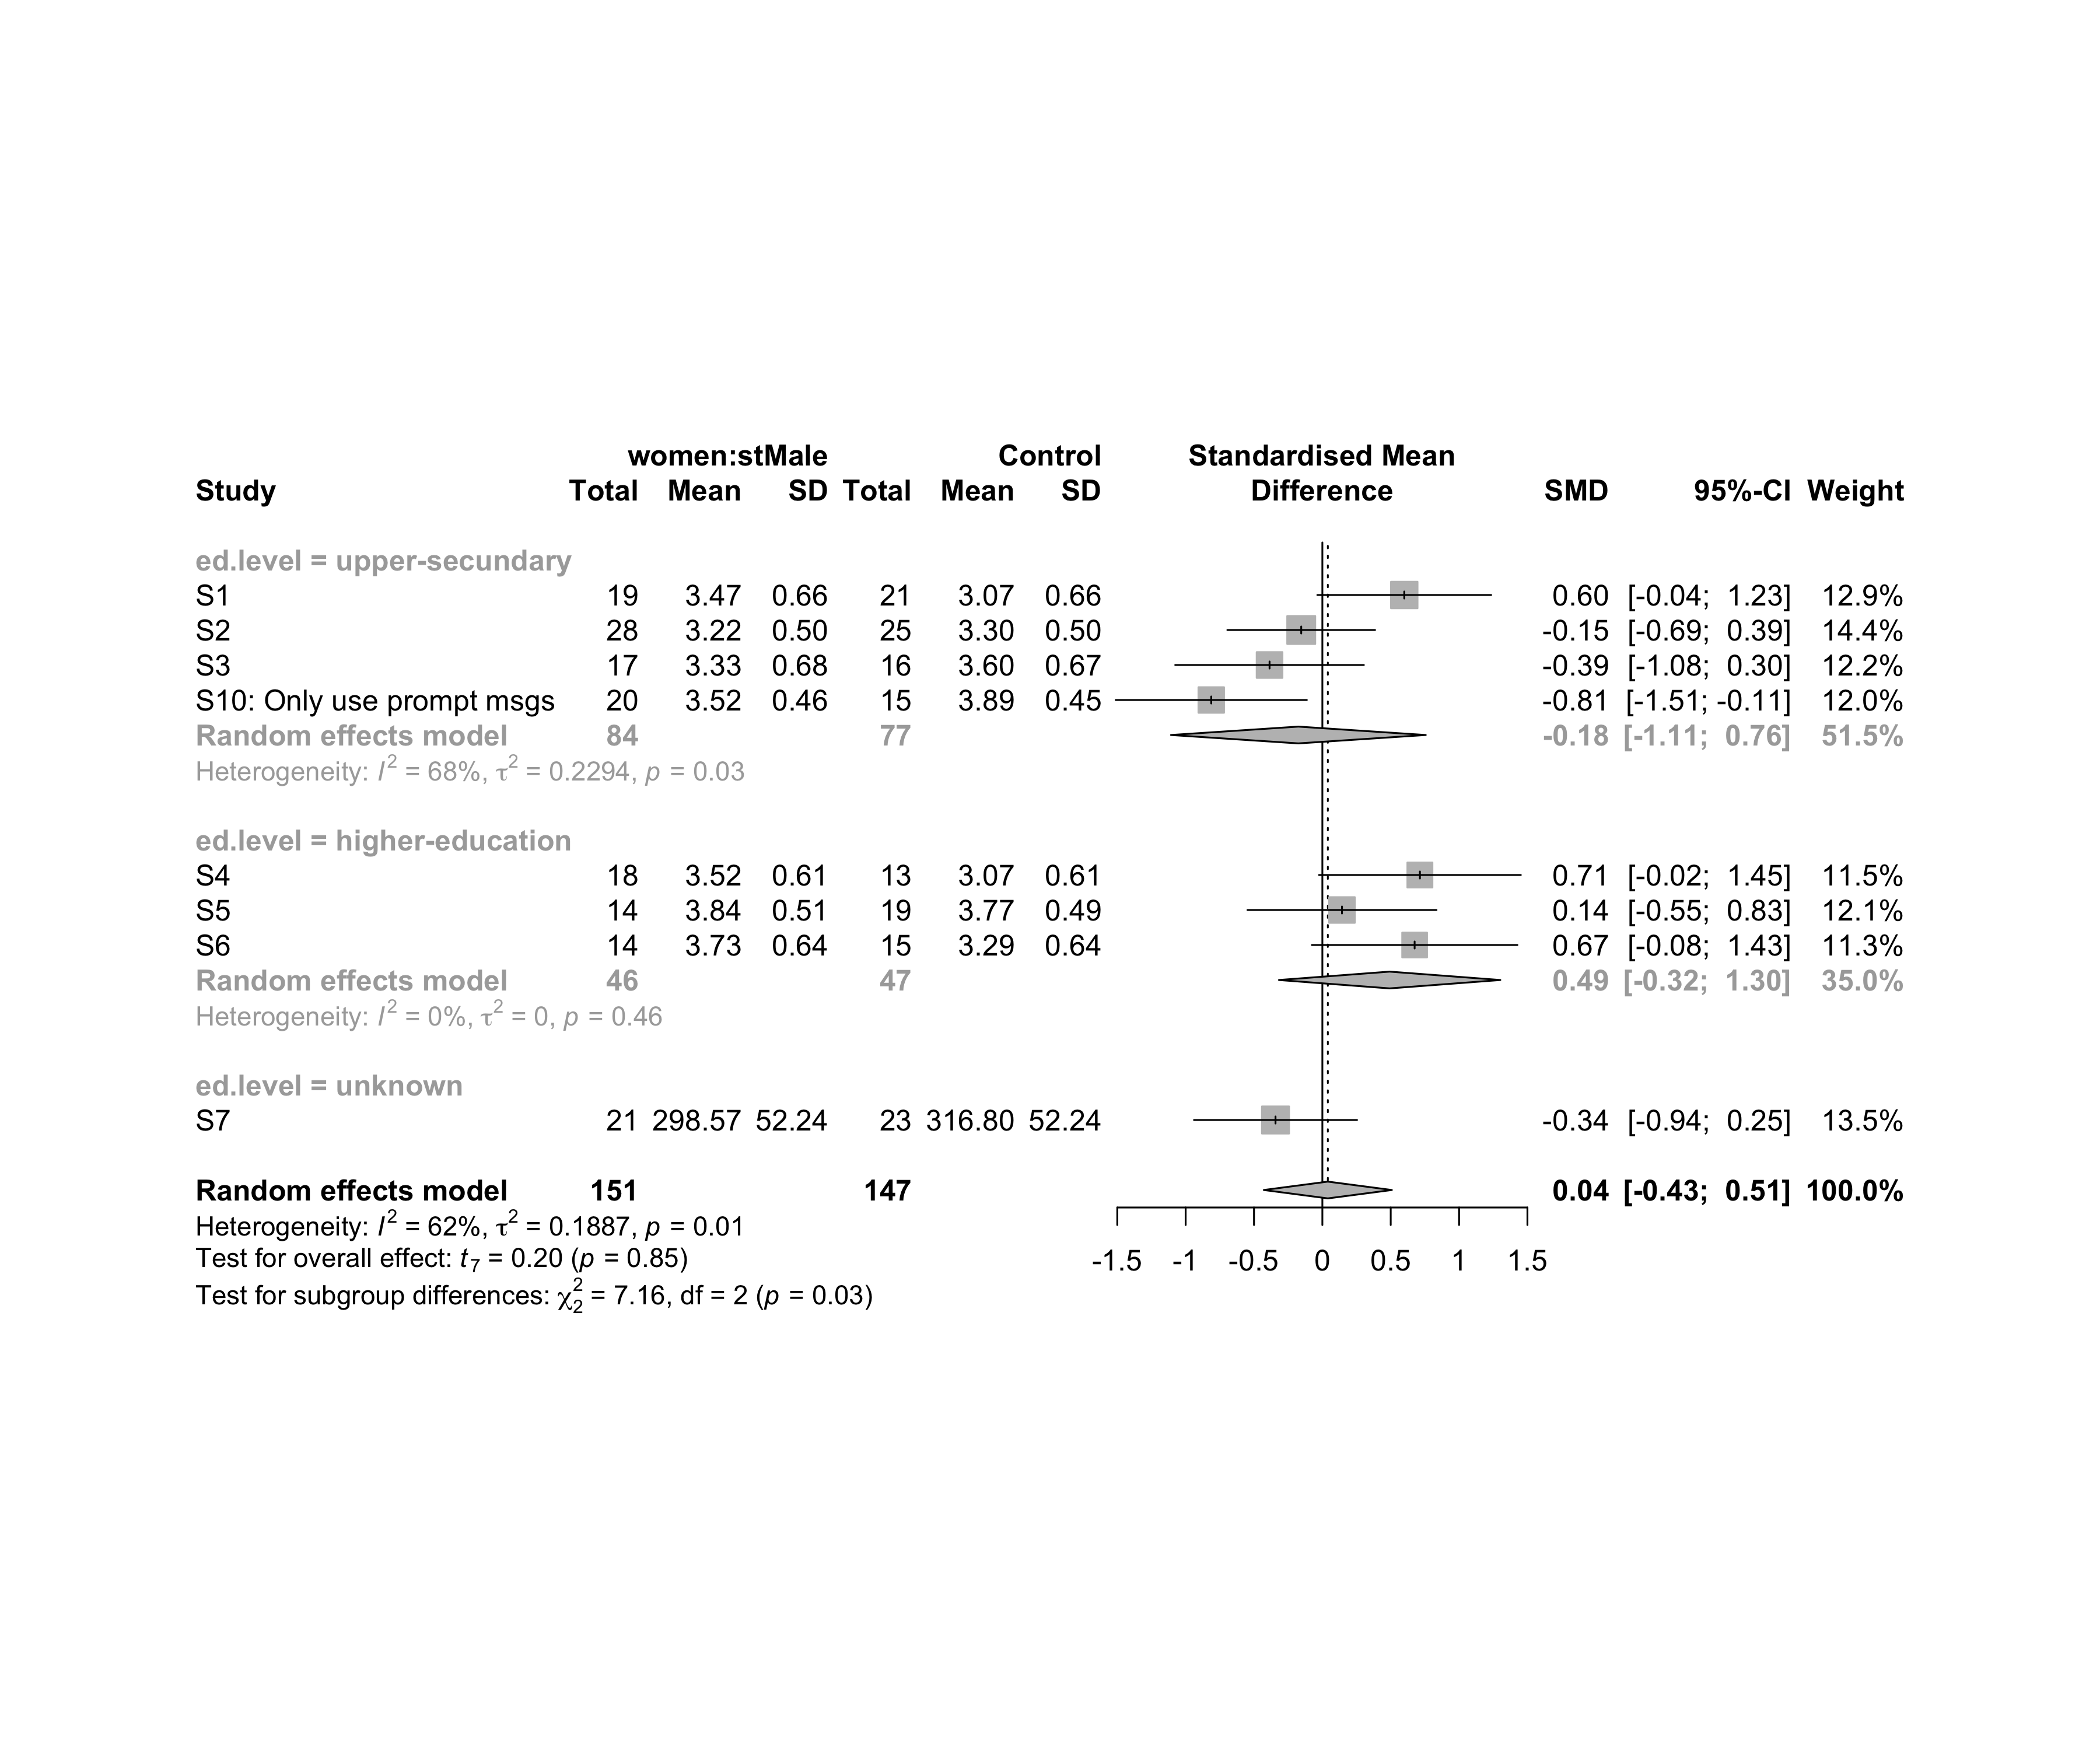 women:stMale Control Standardised Mean
Study Total Mean SD Total Mean SD Difference SMD 95%-CI Weight
ed.level = upper-secundary
S1 19 3.47 0.66 21 3.07 0.66 0.60 [-0.04; 1.23] 12.9%
S2 28 3.22 0.50 25 3.30 0.50 -0.15 [-0.69; 0.39] 14.4%
S3 17 3.33 0.68 16 3.60 0.67 -0.39 [-1.08; 0.30] 12.2%
S10: Only use prompt msgs 20 3.52 0.46 15 3.89 0.45 -0.81 [-1.51; -0.11] 12.0%
Random effects model 84 77 -0.18 [-1.11; 0.76] 51.5%
Heterogeneity: I² = 68%, τ² = 0.2294, p = 0.03
ed.level = higher-education
S4 18 3.52 0.61 13 3.07 0.61 0.71 [-0.02; 1.45] 11.5%
S5 14 3.84 0.51 19 3.77 0.49 0.14 [-0.55; 0.83] 12.1%
S6 14 3.73 0.64 15 3.29 0.64 0.67 [-0.08; 1.43] 11.3%
Random effects model 46 47 0.49 [-0.32; 1.30] 35.0%
Heterogeneity: I² = 0%, τ² = 0, p = 0.46
ed.level = unknown
S7 21 298.57 52.24 23 316.80 52.24 -0.34 [-0.94; 0.25] 13.5%
Random effects model 151 147 0.04 [-0.43; 0.51] 100.0%
Heterogeneity: I² = 62%, τ² = 0.1887, p = 0.01
Test for overall effect: t₇ = 0.20 (p = 0.85)
-1.5 -1 -0.5 0 0.5 1 1.5
Test for subgroup differences: χ²₂ = 7.16, df = 2 (p = 0.03)